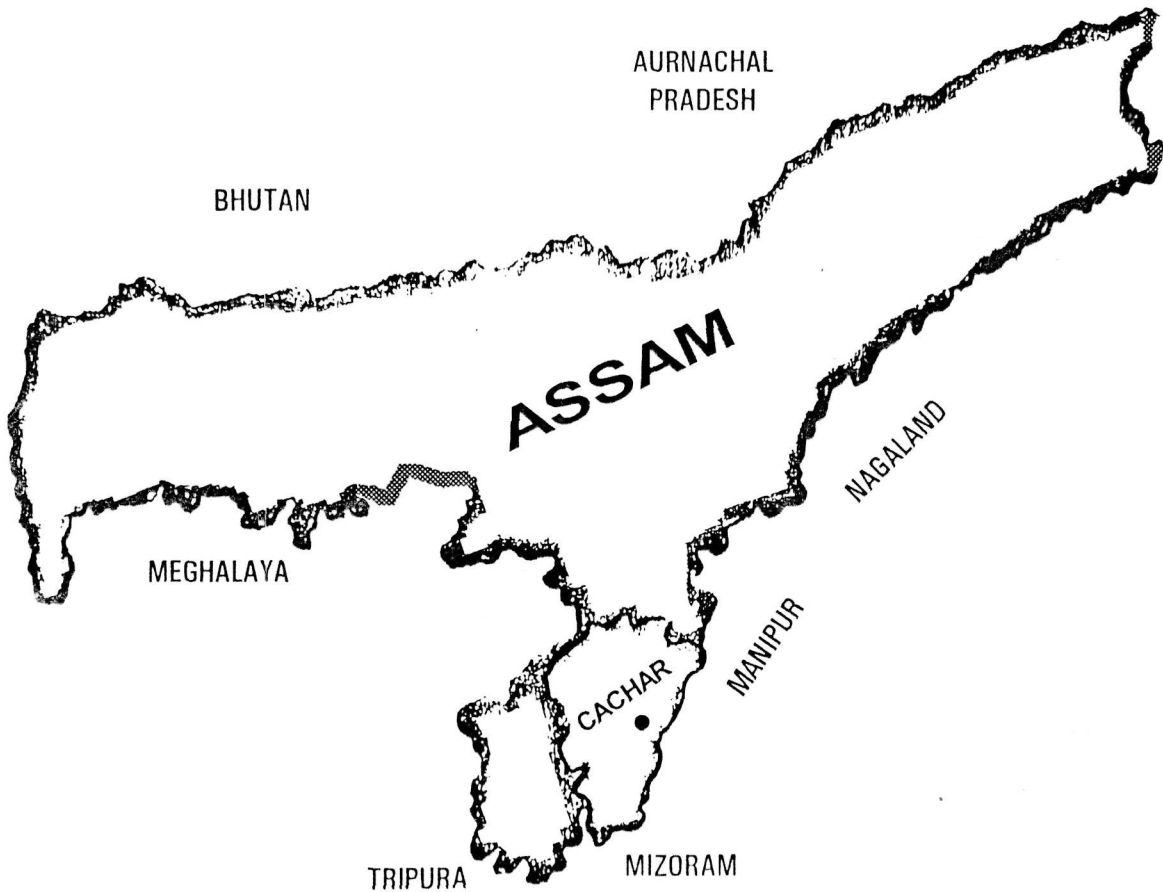 AURNACHAL
PRADESH
BHUTAN
ASSAM
NAGALAND
MEGHALAYA
MANIPUR
CACHAR
MIZORAM
TRIPURA